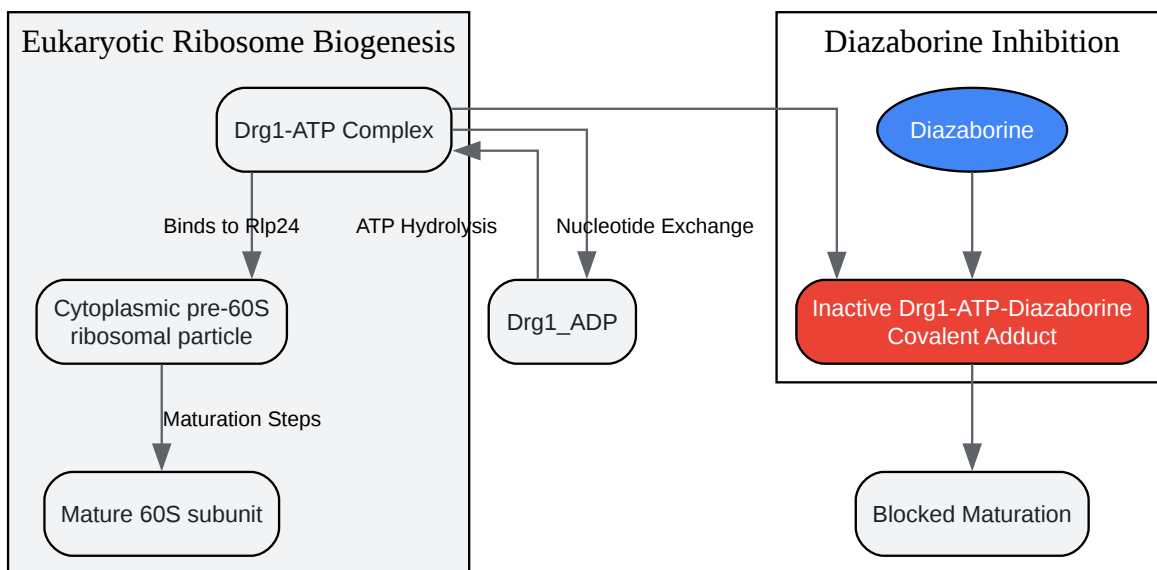 Eukaryotic Ribosome Biogenesis
Diazaborine Inhibition
Drg1-ATP Complex
Diazaborine
Binds to Rlp24
ATP Hydrolysis
Nucleotide Exchange
Cytoplasmic pre-60S
ribosomal particle
Drg1_ADP
Inactive Drg1-ATP-Diazaborine
Covalent Adduct
Maturation Steps
Mature 60S subunit
Blocked Maturation